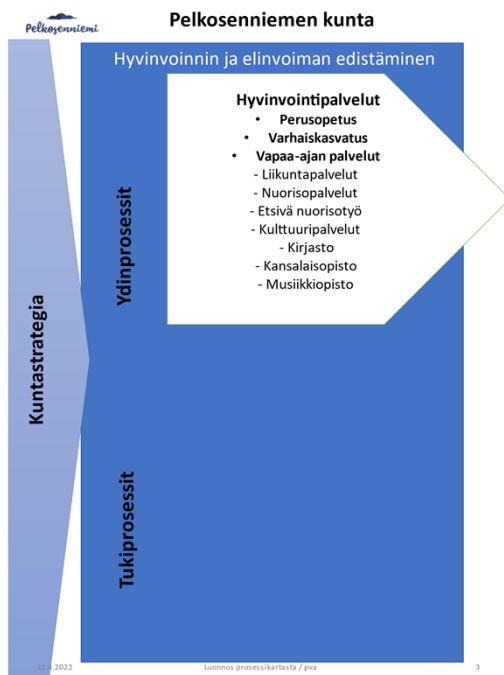 Pelkosenniemi
Pelkosenniemen kunta
Hyvinvoinnin ja elinvoiman edistäminen
Hyvinvointipalvelut
• Perusopetus
• Varhaiskasvatus
• Vapaa-ajan palvelut
- Liikuntapalvelut
- Nuorisopalvelut
- Etsivä nuorisotyö
- Kulttuuripalvelut
- Kirjasto
- Kansalaisopisto
- Musiikkiopisto
Ydinprosessit
Kuntastrategia
Tukiprosessit
Luonnos prosessikartasta / pva
3